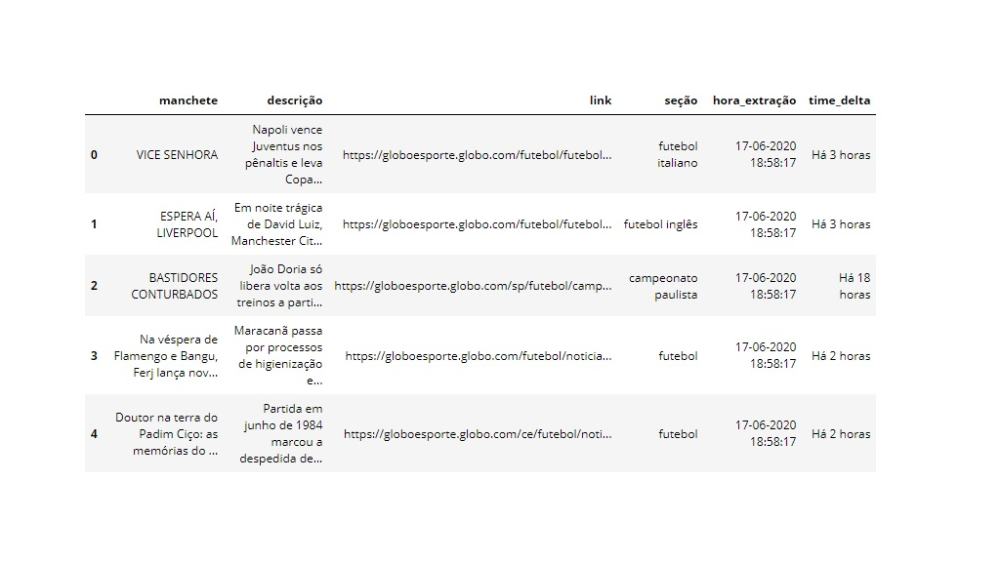 manchete descrição link seção hora_extração time_delta
0 VICE SENHORA Napoli vence Juventus nos pênaltis e leva Copa... https://globoesporte.globo.com/futebol/futebol... futebol italiano 17-06-2020 18:58:17 Há 3 horas
1 ESPERA AÍ, LIVERPOOL Em noite trágica de David Luiz, Manchester Cit... https://globoesporte.globo.com/futebol/futebol... futebol inglês 17-06-2020 18:58:17 Há 3 horas
2 BASTIDORES CONTURBADOS João Doria só libera volta aos treinos a parti... https://globoesporte.globo.com/sp/futebol/camp... campeonato paulista 17-06-2020 18:58:17 Há 18 horas
3 Na véspera de Flamengo e Bangu, Ferj lança nov... Maracanã passa por processos de higienização e... https://globoesporte.globo.com/futebol/noticia... futebol 17-06-2020 18:58:17 Há 2 horas
4 Doutor na terra do Padim Ciço: as memórias do ... Partida em junho de 1984 marcou a despedida de... https://globoesporte.globo.com/ce/futebol/noti... futebol 17-06-2020 18:58:17 Há 2 horas